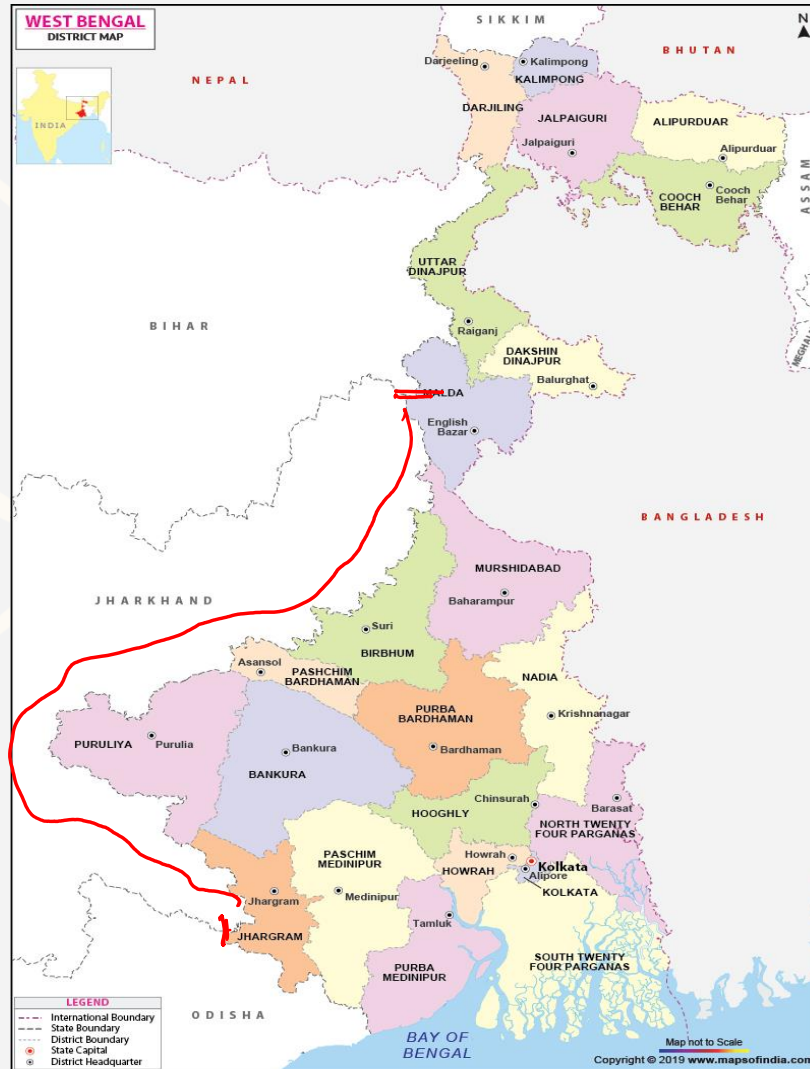 WEST BENGAL
DISTRICT MAP
N
SIKKIM
BHUTAN
NEPAL
INDIA
Darjeeling
Kalimpong
KALIMPONG
DARJILING
JALPAIGURI
Jalpaiguri
ALIPURDUAR
Alipurduar
COOCH
BEHAR
Cooch
Behar
ASSAM
UTTAR
DINAJPUR
BIHAR
Raiganj
DAKSHIN
DINAJPUR
Balurghat
MALDA
English
Bazar
BANGLADESH
MURSHIDABAD
Baharampur
JHARKHAND
Suri
BIRBHUM
Asansol
PASHCHIM
BARDHAMAN
NADIA
Krishnanagar
PURBA
BARDHAMAN
Bardhaman
PURULIYA
Purulia
Bankura
BANKURA
HOOGHLY
Chinsurah
Barasat
NORTH TWENTY
FOUR PARGANAS
PASCHIM
MEDINIPUR
Medinipur
Howrah
HOWRAH
Kolkata
Alipore
KOLKATA
Jhargram
JHARGRAM
Tamluk
PURBA
MEDINIPUR
SOUTH TWENTY
FOUR PARGANAS
ODISHA
BAY OF
BENGAL
LEGEND
International Boundary
State Boundary
District Boundary
State Capital
District Headquarter
Map not to Scale
Copyright © 2019 www.mapsofindia.com